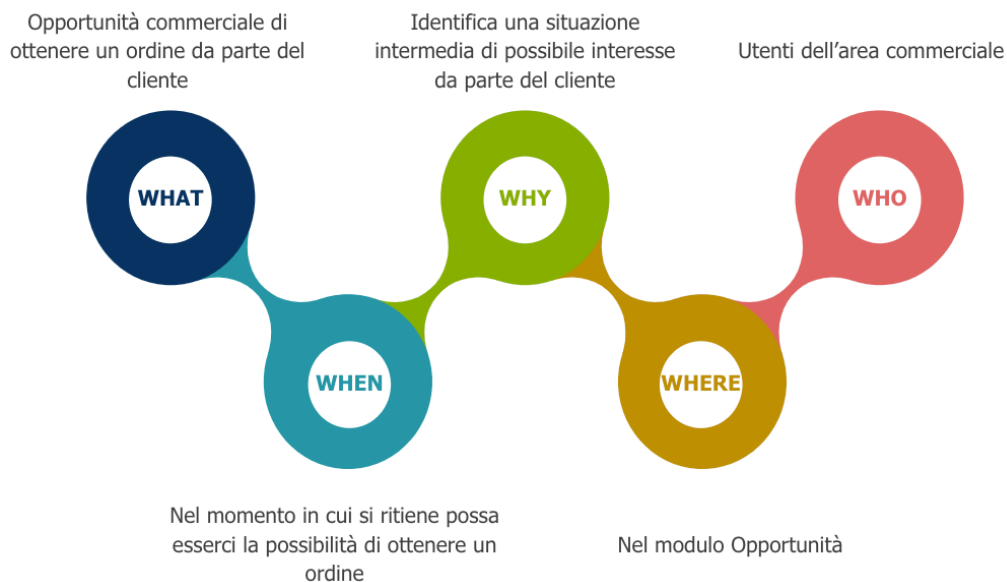 Opportunità commerciale di
ottenere un ordine da parte del
cliente
Identifica una situazione
intermedia di possibile interesse
da parte del cliente
Utenti dell’area commerciale
WHAT
WHY
WHO
WHEN
WHERE
Nel momento in cui si ritiene possa
esserci la possibilità di ottenere un
ordine
Nel modulo Opportunità